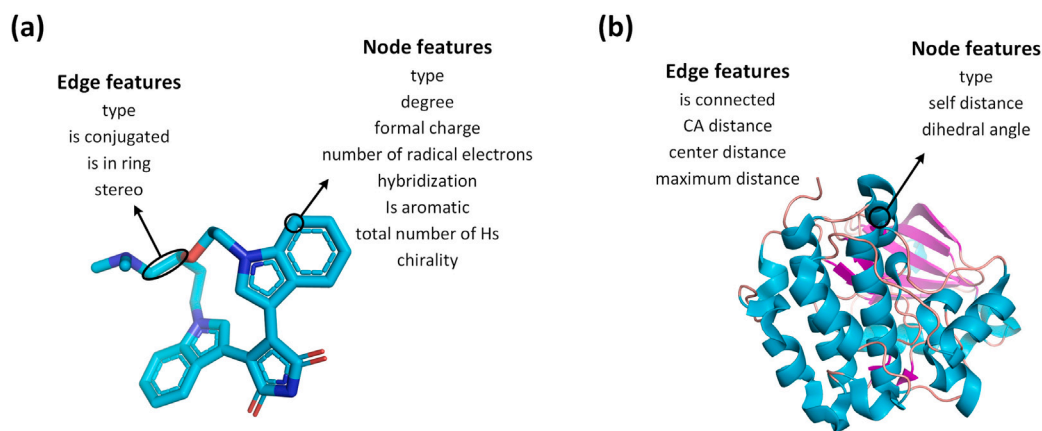 (a)
Edge features
type
is conjugated
is in ring
stereo
Node features
type
degree
formal charge
number of radical electrons
hybridization
Is aromatic
total number of Hs
chirality
(b)
Edge features
is connected
CA distance
center distance
maximum distance
Node features
type
self distance
dihedral angle